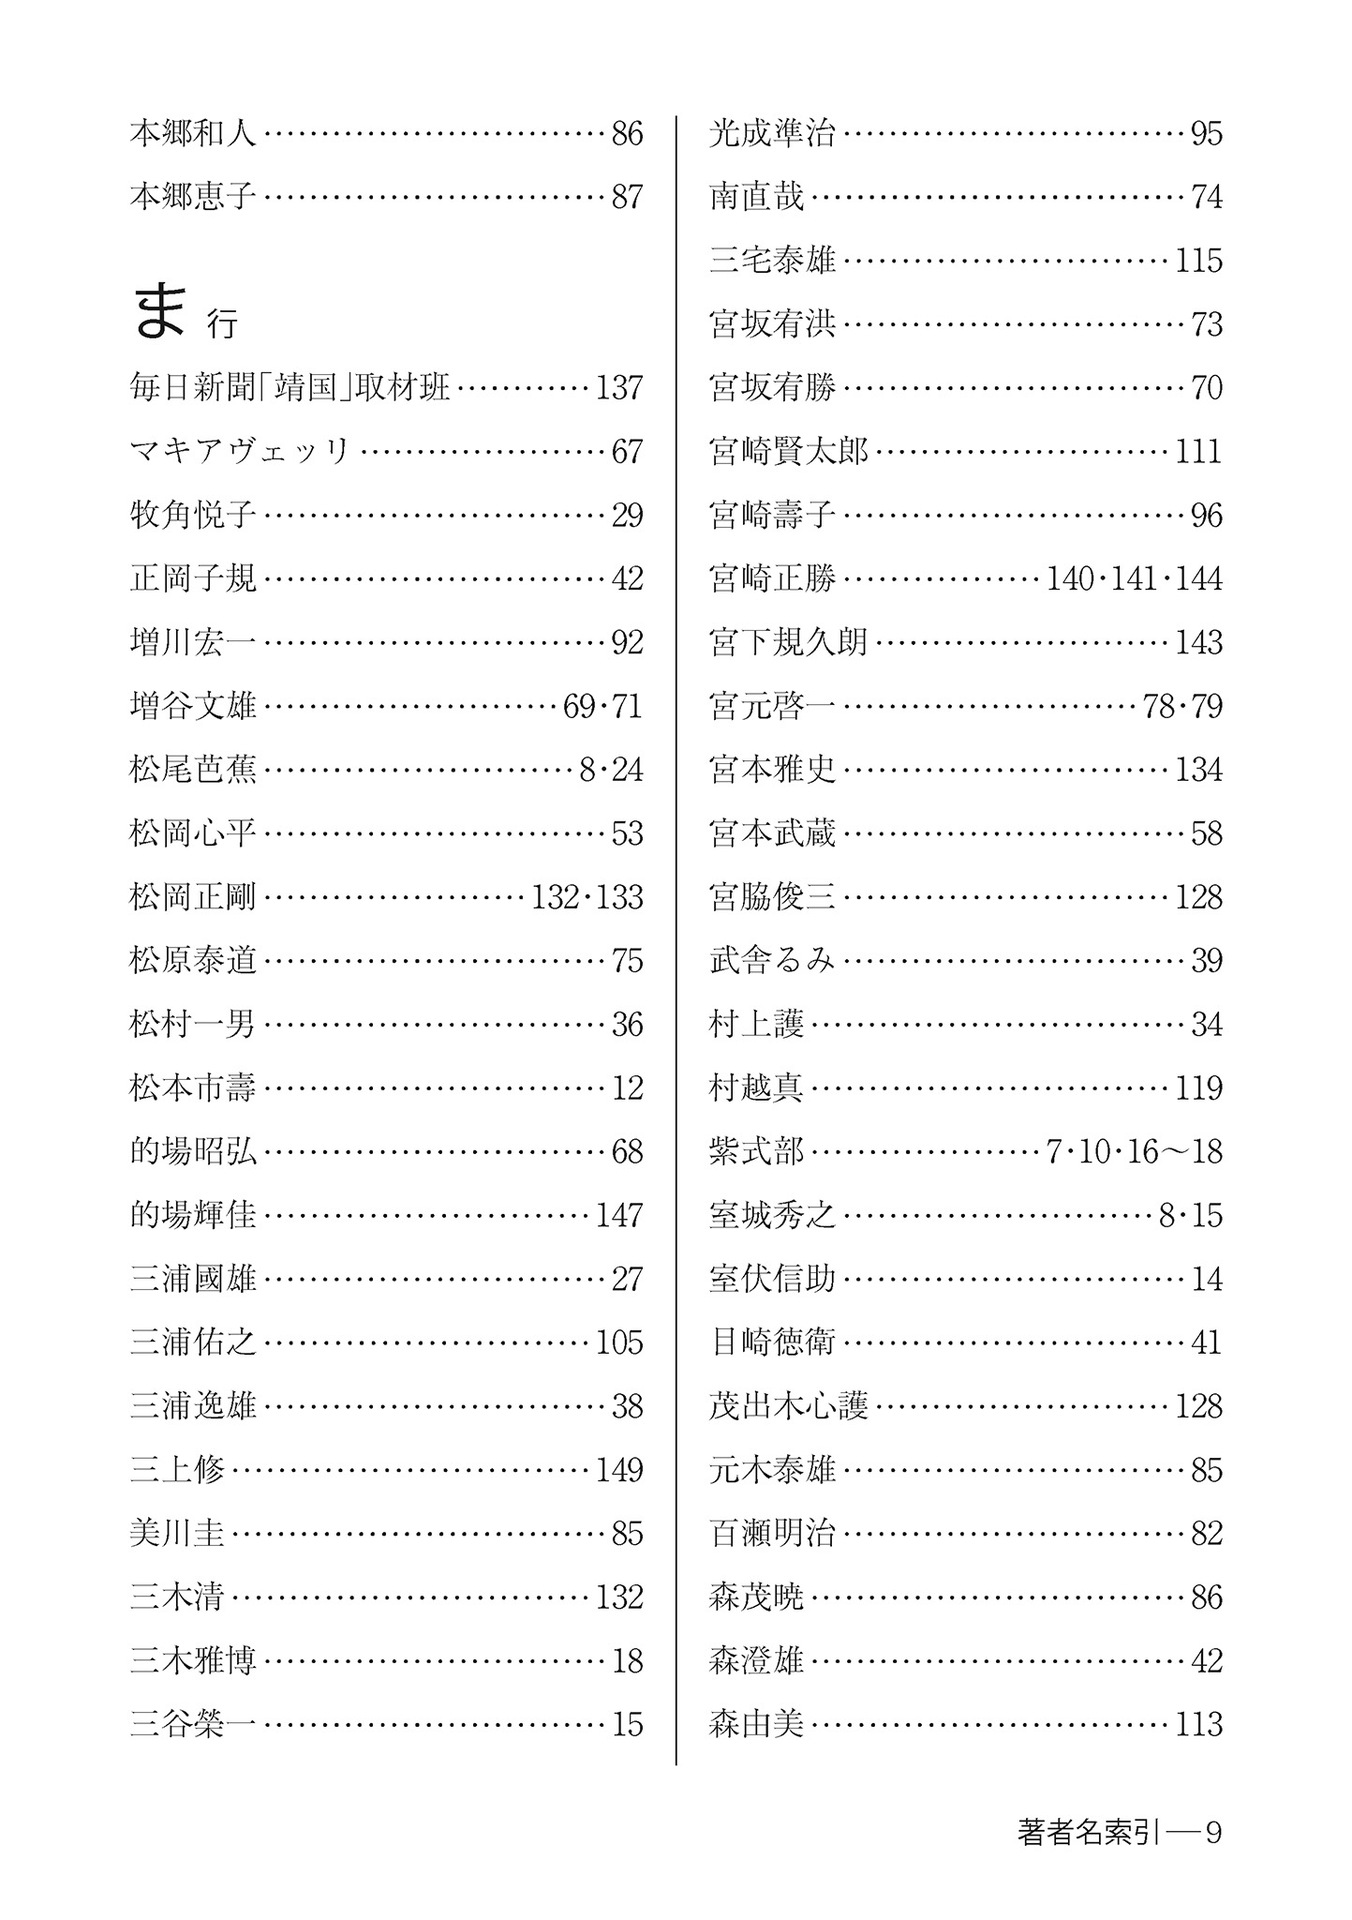 本郷和人……………………………86
本郷恵子……………………………87
ま 行
毎日新聞「靖国」取材班…………137
マキアヴェッリ……………………67
牧角悦子……………………………29
正岡子規……………………………42
増川宏一……………………………92
増谷文雄………………………69・71
松尾芭蕉…………………………8・24
松岡心平……………………………53
松岡正剛……………………132・133
松原泰道……………………………75
松村一男……………………………36
松本市壽……………………………12
的場昭弘……………………………68
的場輝佳…………………………147
三浦國雄……………………………27
三浦佑之…………………………105
三浦逸雄……………………………38
三上修……………………………149
美川圭………………………………85
三木清……………………………132
三木雅博……………………………18
三谷榮一……………………………15
光成準治……………………………95
南直哉………………………………74
三宅泰雄…………………………115
宮坂宥洪……………………………73
宮坂宥勝……………………………70
宮崎賢太郎………………………111
宮崎壽子……………………………96
宮崎正勝………………140・141・144
宮下規久朗………………………143
宮元啓一………………………78・79
宮本雅史…………………………134
宮本武蔵……………………………58
宮脇俊三…………………………128
武舎るみ……………………………39
村上護………………………………34
村越真……………………………119
紫式部…………………7・10・16〜18
室城秀之………………………8・15
室伏信助……………………………14
目崎徳衛……………………………41
茂出木心護………………………128
元木泰雄……………………………85
百瀬明治……………………………82
森茂暁………………………………86
森澄雄………………………………42
森由美……………………………113
著者名索引—9